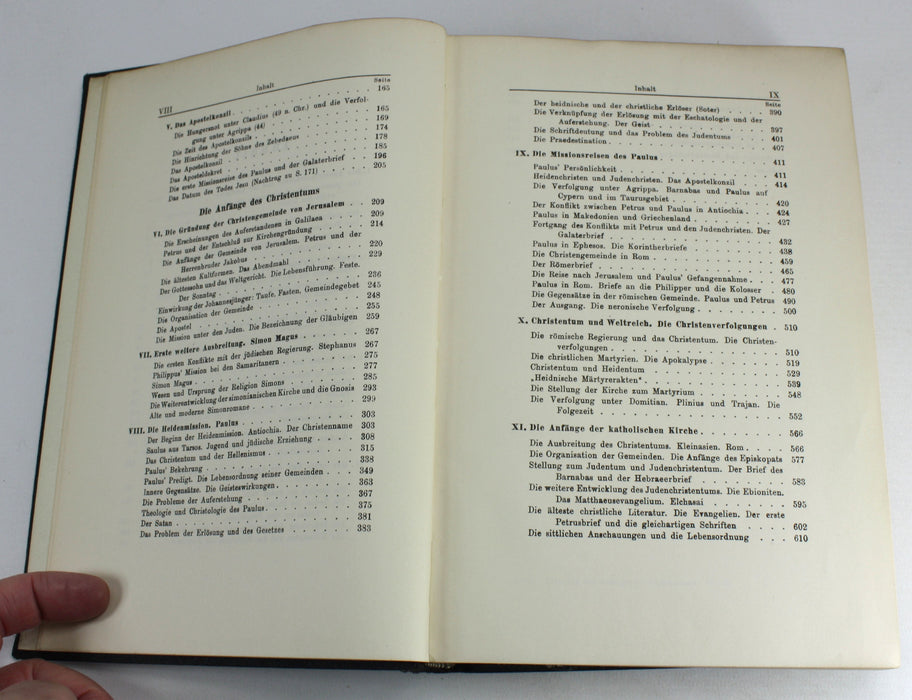 VIII
Inhalt
Seite
V. Das Apostelkonzil . . . 165
Die Hungersnot unter Claudius (49 n. Chr.) und die Verfol-
gung unter Agrippa (44) . . . 165
Die Zeit des Apostelkonzils . . . 169
Die Hinrichtung der Söhne des Zebedaeus . . . 174
Das Apostelkonzil . . . 178
Das Aposteldekret . . . 185
Die erste Missionsreise des Paulus und der Galaterbrief . . . 196
Das Datum des Todes Jesu (Nachtrag zu S. 171) . . . 205
Die Anfänge des Christentums
VI. Die Gründung der Christengemeinde von Jerusalem . . 209
Die Erscheinungen des Auferstandenen in Galilaea . . . 209
Petrus und der Entschluß zur Kirchengründung . . . 214
Die Anfänge der Gemeinde von Jerusalem. Petrus und der
Herrenbruder Jakobus . . . 220
Die ältesten Kultformen. Das Abendmahl . . . 229
Der Gottessohn und das Weltgericht. Die Lebensführung. Feste.
Der Sonntag . . . 236
Einwirkung der Johannesjünger: Taufe. Fasten. Gemeindegebet 245
Die Organisation der Gemeinde . . . 248
Die Apostel . . . 255
Die Mission unter den Juden. Die Bezeichnung der Gläubigen 259
VII. Erste weitere Ausbreitung. Simon Magus . . . 267
Die ersten Konflikte mit der jüdischen Regierung. Stephanus 267
Philippus' Mission bei den Samaritanern . . . 275
Simon Magus . . . 277
Wesen und Ursprung der Religion Simons . . . 285
Die Weiterentwicklung der simonianischen Kirche und die Gnosis 293
Alte und moderne Simonromane . . . 299
VIII. Die Heidenmission. Paulus . . . 303
Der Beginn der Heidenmission. Antiochia. Der Christenname 303
Saulus aus Tarsos. Jugend und jüdische Erziehung . . . 308
Das Christentum und der Hellenismus . . . 315
Paulus' Bekehrung . . . 338
Paulus' Predigt. Die Lebensordnung seiner Gemeinden . . . 349
Innere Gegensätze. Die Geisteswirkungen . . . 363
Die Probleme der Auferstehung . . . 367
Theologie und Christologie des Paulus . . . 375
Der Satan . . . 381
Das Problem der Erlösung und des Gesetzes . . . 383
Inhalt
IX
Seite
Der heidnische und der christliche Erlöser (Soter) . . . 390
Die Verknüpfung der Erlösung mit der Eschatologie und der
Auferstehung. Der Geist . . . 397
Die Schriftdeutung und das Problem des Judentums . . . 401
Die Praedestination . . . 407
IX. Die Missionsreisen des Paulus . . . 411
Paulus' Persönlichkeit . . . 411
Heidenchristen und Judenchristen. Das Apostelkonzil . . . 414
Die Verfolgung unter Agrippa. Barnabas und Paulus auf
Cypern und im Taurusgebiet . . . 420
Der Konflikt zwischen Petrus und Paulus in Antiochia . . . 424
Paulus in Makedonien und Griechenland . . . 427
Fortgang des Konflikts mit Petrus und den Judenchristen. Der
Galaterbrief . . . 432
Paulus in Ephesos. Die Korintherbriefe . . . 438
Die Christengemeinde in Rom . . . 459
Der Römerbrief . . . 465
Die Reise nach Jerusalem und Paulus' Gefangennahme . . . 477
Paulus in Rom. Briefe an die Philipper und die Kolosser . 480
Die Gegensätze in der römischen Gemeinde. Paulus und Petrus 490
Der Ausgang. Die neronische Verfolgung . . . 500
X. Christentum und Weltreich. Die Christenverfolgungen . 510
Die römische Regierung und das Christentum. Die Christen-
verfolgungen . . . 510
Die christlichen Martyrien. Die Apokalypse . . . 519
Christentum und Heidentum . . . 529
„Heidnische Märtyrerakten“ . . . 539
Die Stellung der Kirche zum Martyrium . . . 548
Die Verfolgung unter Domitian. Plinius und Trajan. Die
Folgezeit . . . 552
XI. Die Anfänge der katholischen Kirche . . . 566
Die Ausbreitung des Christentums. Kleinasien. Rom . . . 566
Die Organisation der Gemeinden. Die Anfänge des Episkopats 577
Stellung zum Judentum und Judenchristentum. Der Brief des
Barnabas und der Hebraeerbrief . . . 583
Die weitere Entwicklung des Judenchristentums. Die Ebioniten.
Das Matthaeusevangelium. Elchasai . . . 595
Die älteste christliche Literatur. Die Evangelien. Der erste
Petrusbrief und die gleichartigen Schriften . . . 602
Die sittlichen Anschauungen und die Lebensordnung . . . 610